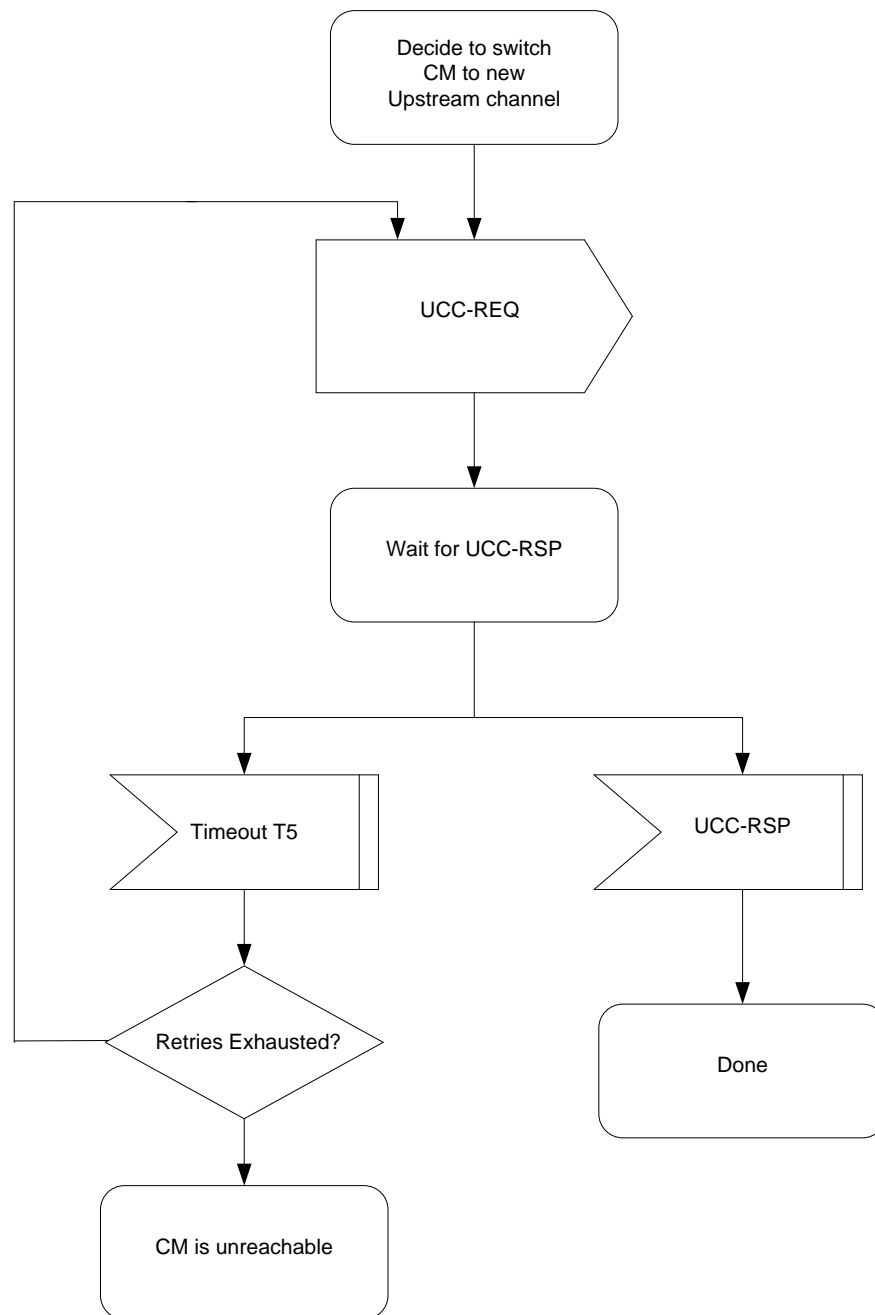 Decide to switch
CM to new
Upstream channel
UCC-REQ
Wait for UCC-RSP
Timeout T5
UCC-RSP
Retries Exhausted?
Done
CM is unreachable